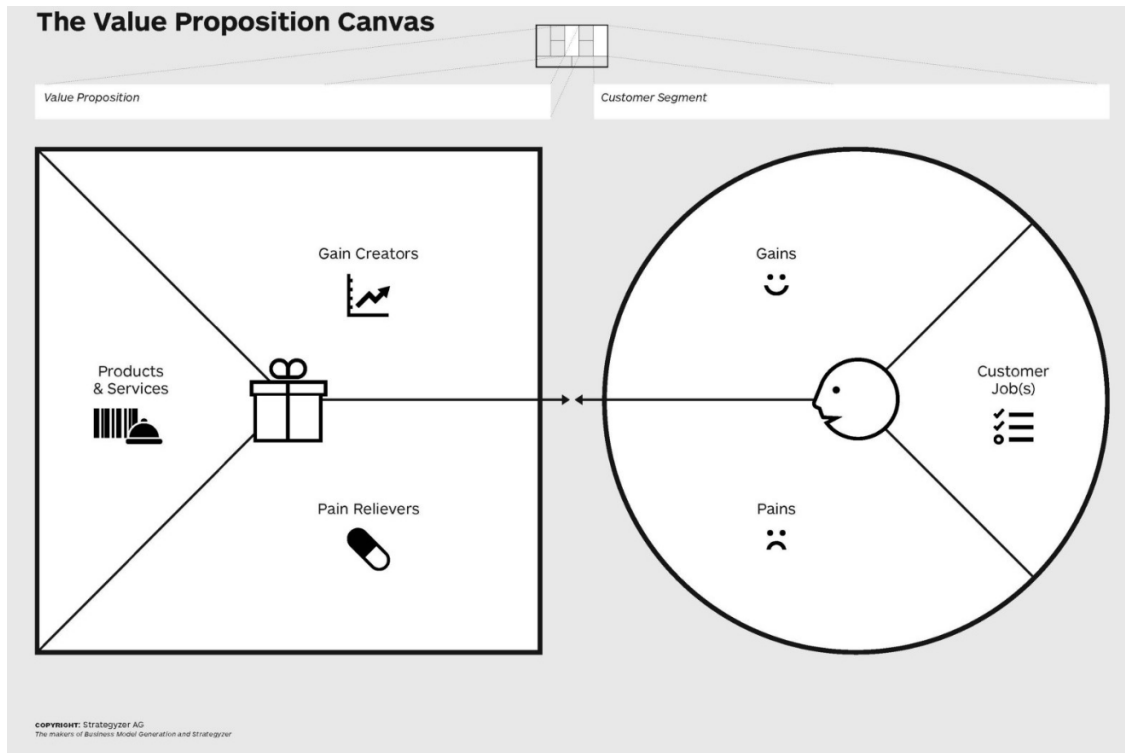 The Value Proposition Canvas
Value Proposition
Customer Segment
Gain Creators
Gains
Products
& Services
Customer
Job(s)
Pain Relievers
Pains
COPYRIGHT: Strategyzer AG
The makers of Business Model Generation and Strategyzer